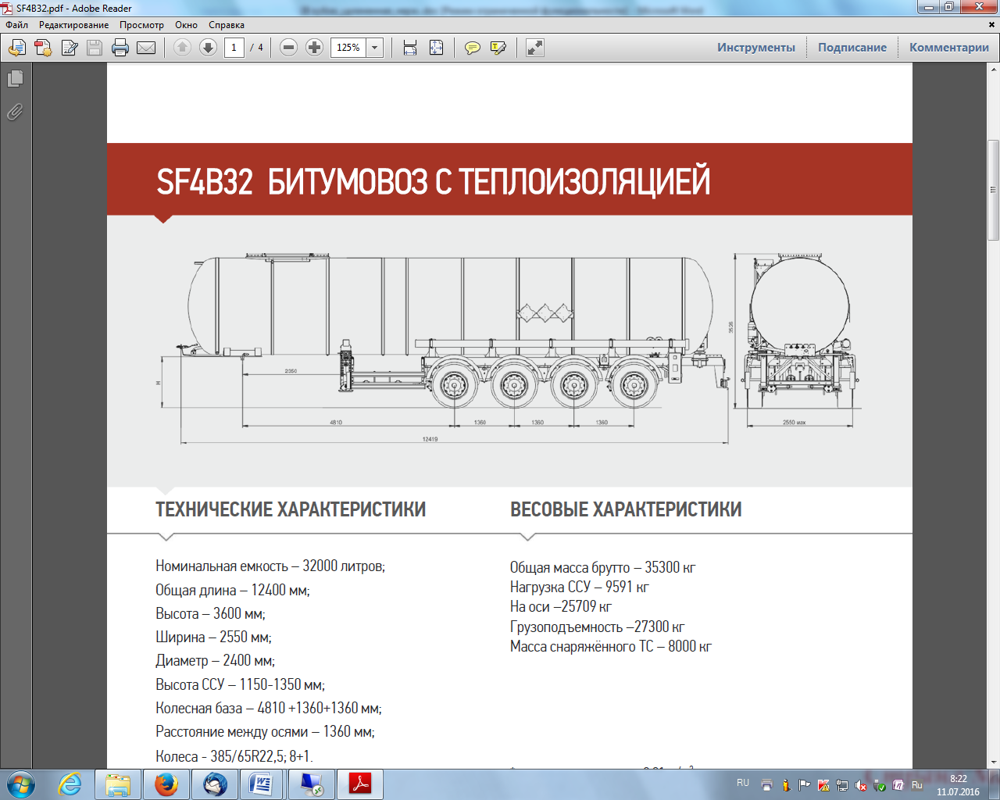 SF4B32.pdf - Adobe Reader
Файл Редактирование Просмотр Окно Справка
1 / 4 125% Инструменты Подписание Комментарии
SF4B32 БИТУМОВОЗ С ТЕПЛОИЗОЛЯЦИЕЙ
3526
2350
H
4810 1360 1360 1360 2550 мах
12419
ТЕХНИЧЕСКИЕ ХАРАКТЕРИСТИКИ
Номинальная емкость – 32000 литров;
Общая длина – 12400 мм;
Высота – 3600 мм;
Ширина – 2550 мм;
Диаметр – 2400 мм;
Высота ССУ – 1150-1350 мм;
Колесная база – 4810 +1360+1360 мм;
Расстояние между осями – 1360 мм;
Колеса - 385/65R22,5; 8+1.
ВЕСОВЫЕ ХАРАКТЕРИСТИКИ
Общая масса брутто – 35300 кг
Нагрузка ССУ – 9591 кг
На оси –25709 кг
Грузоподъемность –27300 кг
Масса снаряжённого ТС – 8000 кг
RU Ru 8:22
11.07.2016